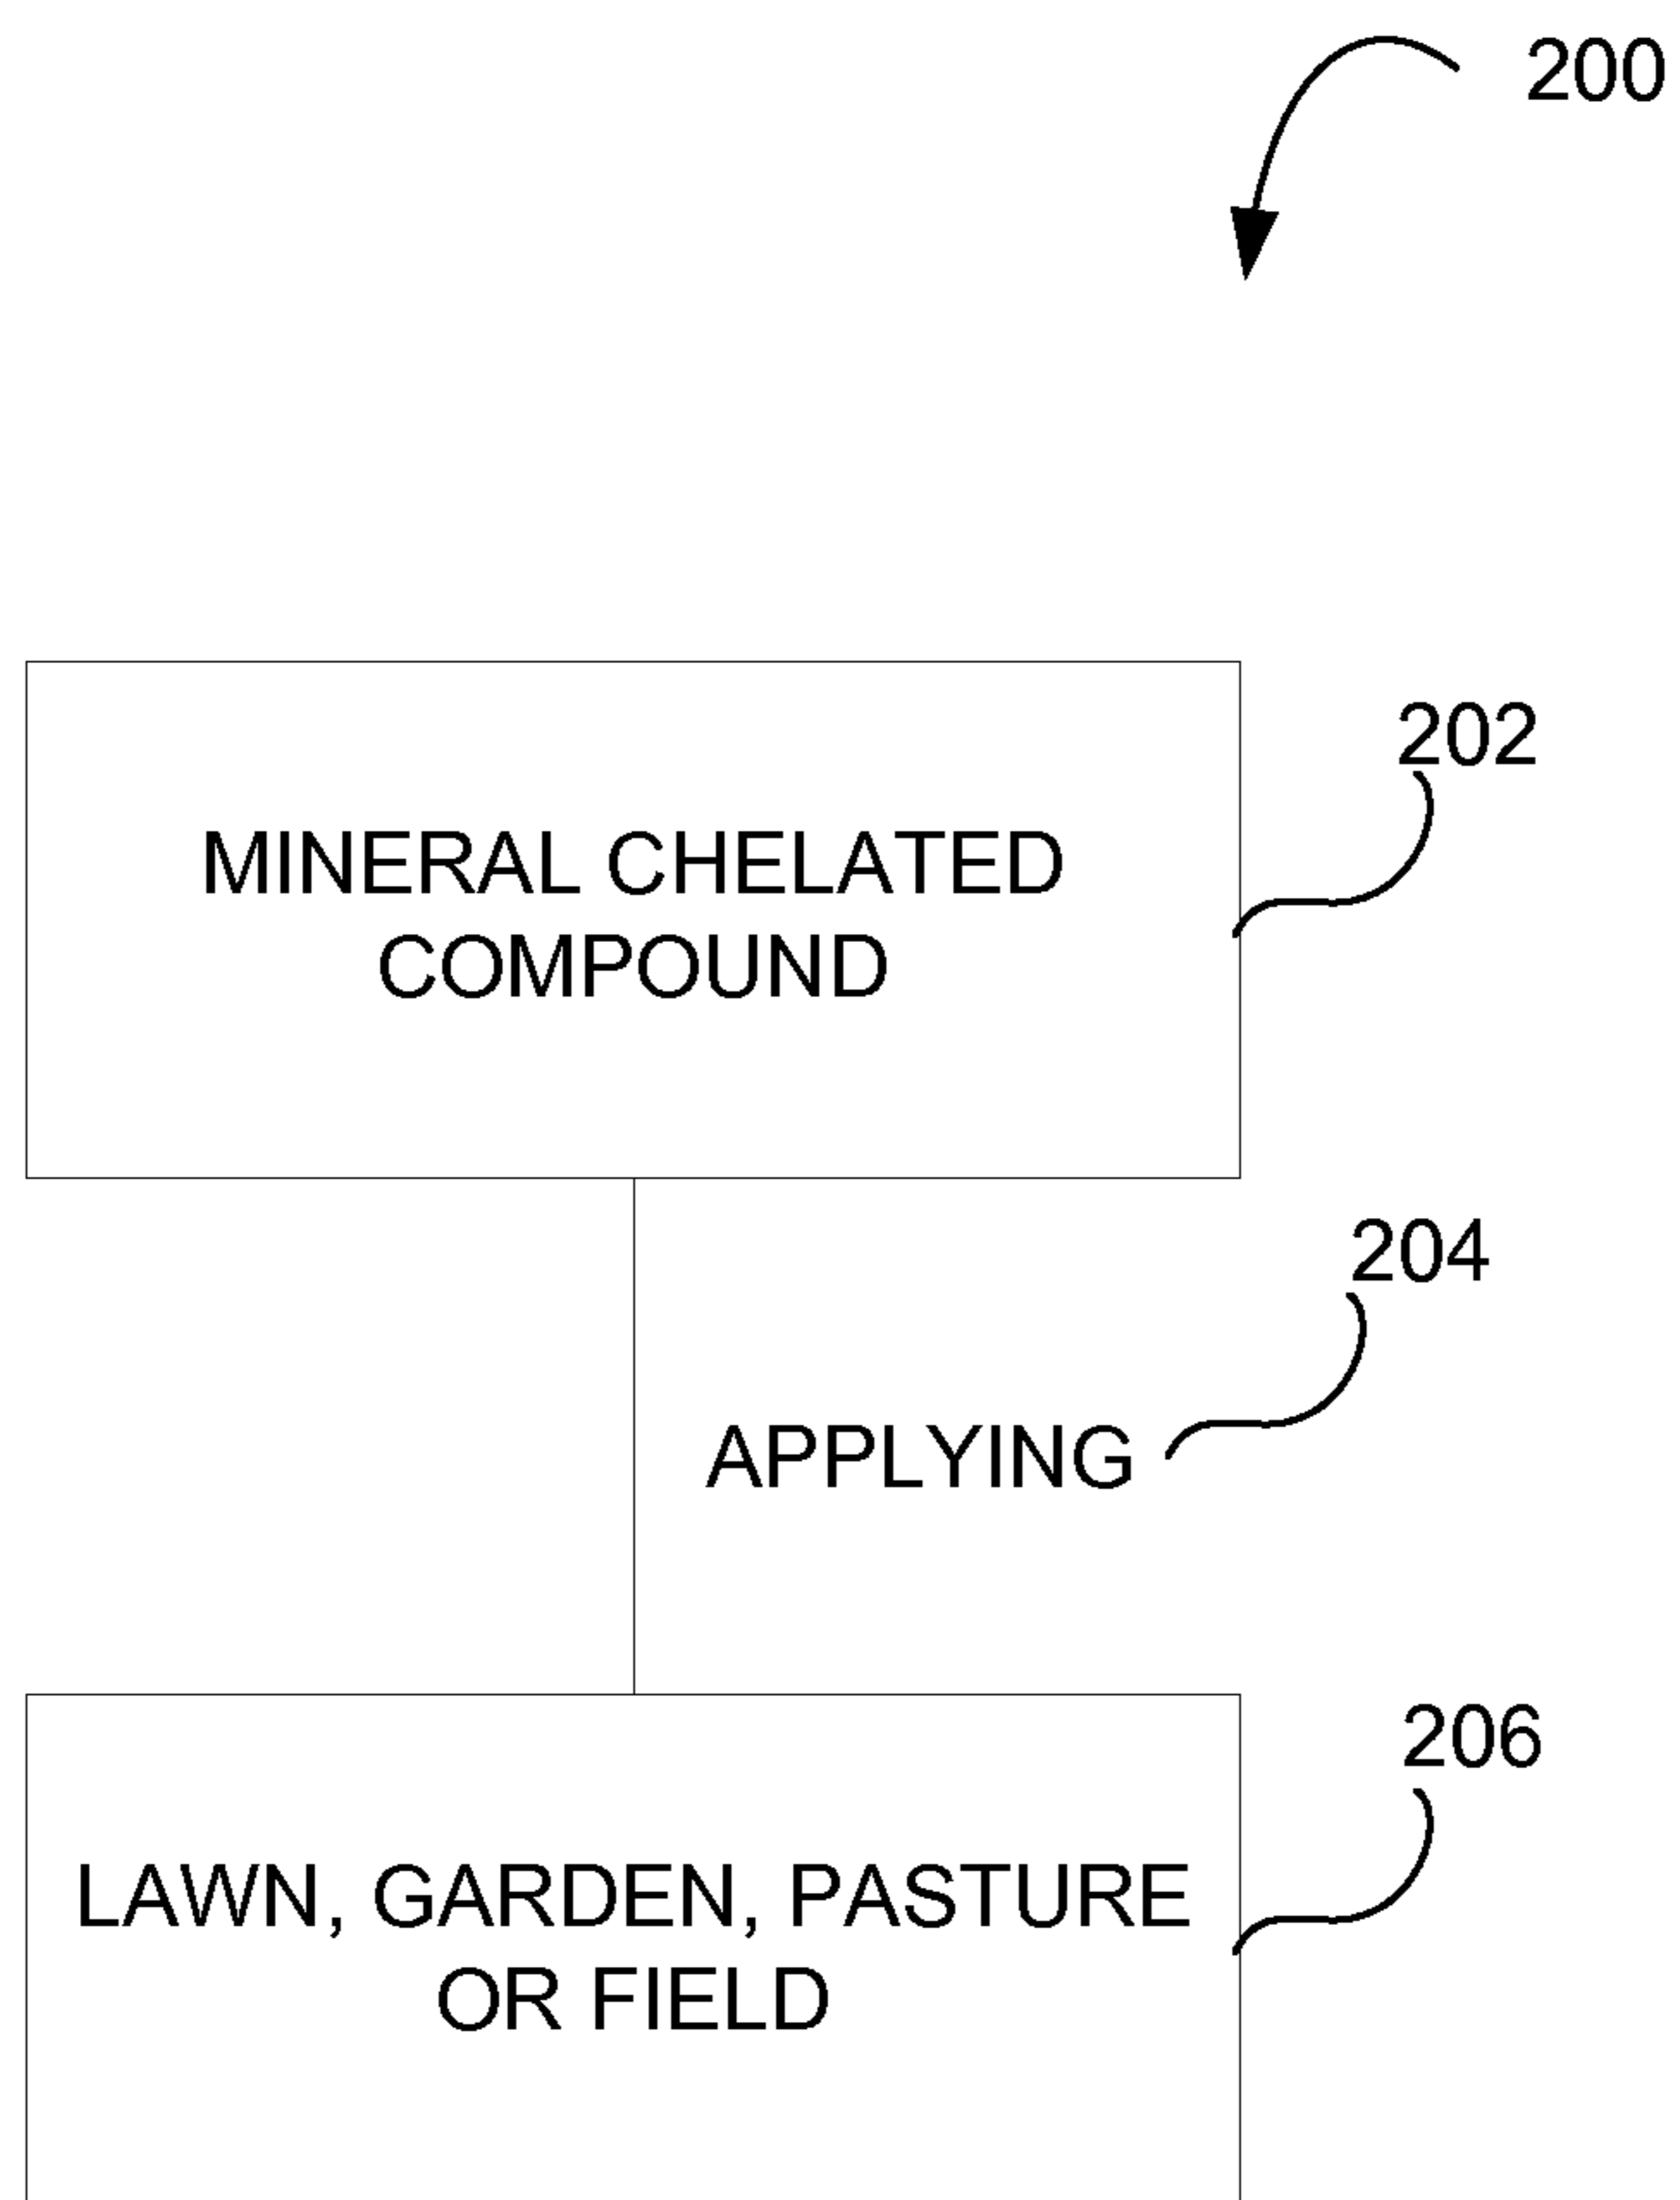 200
202
MINERAL CHELATED
COMPOUND
204
APPLYING
206
LAWN, GARDEN, PASTURE
OR FIELD